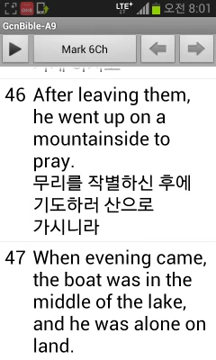 LTE 오전 8:01
GcnBible-A9
Mark 6Ch
46 After leaving them,
he went up on a
mountainside to
pray.
무리를 작별하신 후에
기도하러 산으로
가시니라
47 When evening came,
the boat was in the
middle of the lake,
and he was alone on
land.